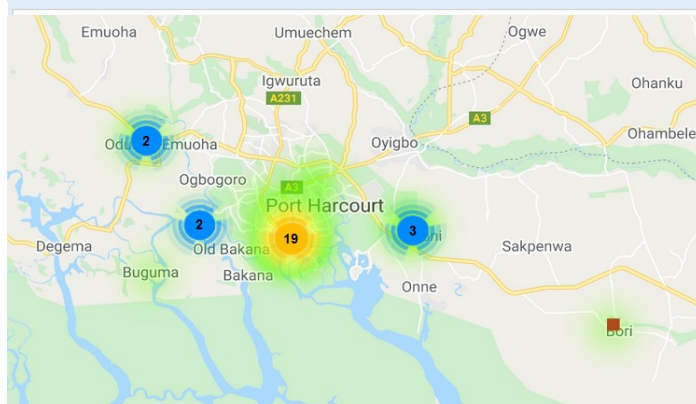 Emuoha
Umuechem
Ogwe
Igwuruta
A231
Ohanku
A3
2
Emuoha
Oyigbo
Ohambele
Ogbogoro
A3
Port Harcourt
2
19
3
Degema
Old Bakana
Sakpenwa
Buguma
Bakana
Onne
Bori